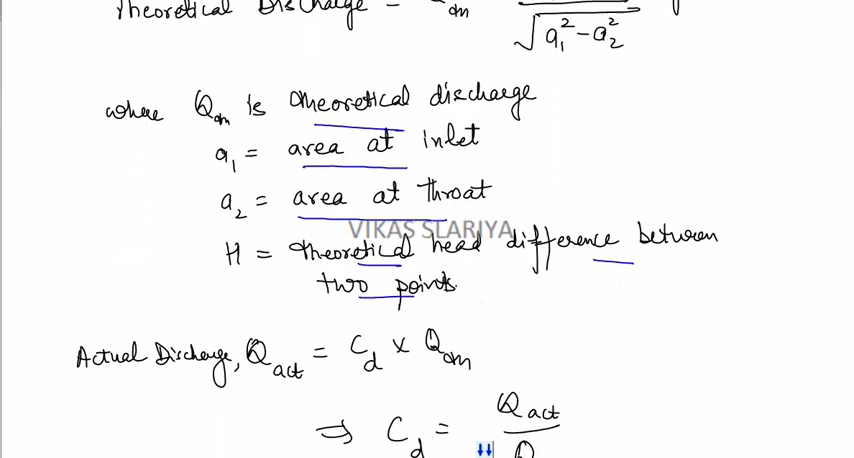 Theoretical Discharge = Qth
√a₁² − a₂²
where Qth is theoretical discharge
a₁ = area at inlet
a₂ = area at throat
VIKAS SLARIYA
H = theoretical head difference between
two points.
Actual Discharge, Qact = Cd × Qth
⇒ Cd = Qact